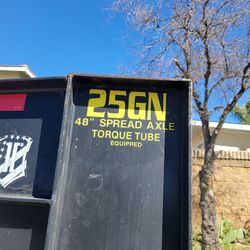 25GN
48" SPREAD AXLE
TORQUE TUBE
EQUIPPED